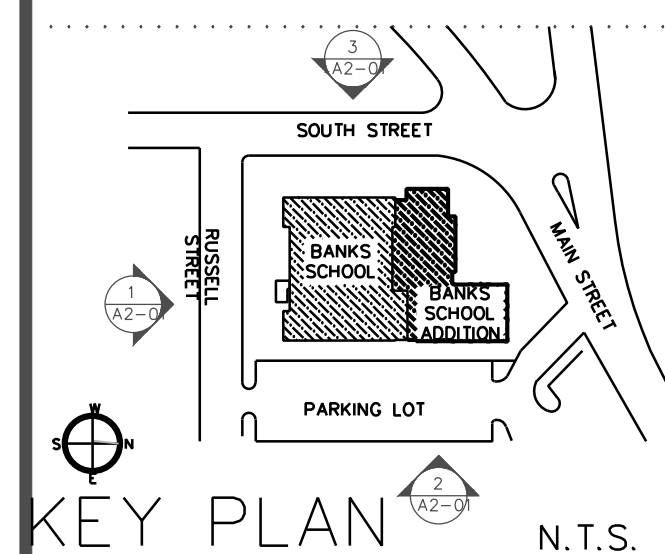 3
A2-01
SOUTH STREET
RUSSELL
STREET
BANKS
SCHOOL
MAIN STREET
1
A2-01
BANKS
SCHOOL
ADDITION
PARKING LOT
W
S N
E
2
A2-01
KEY PLAN
N.T.S.